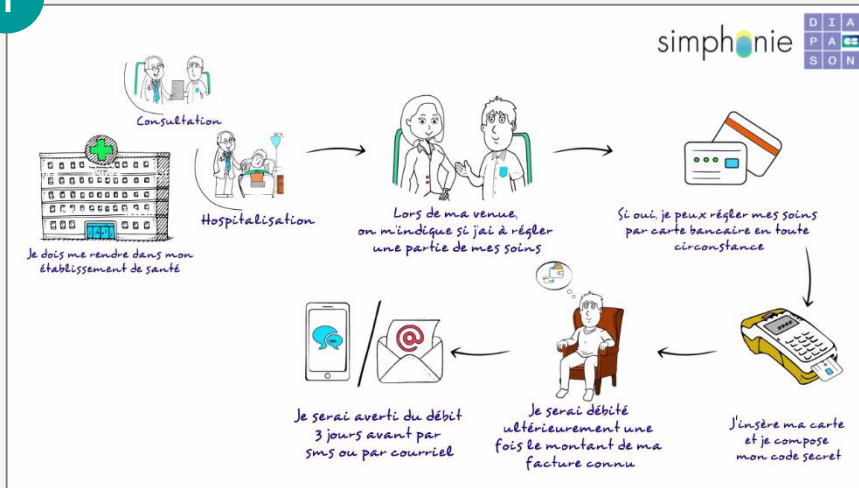 1
simphonie
DIA
PA
SON
Consultation
Hospitalisation
Je dois me rendre dans mon
établissement de santé
Lors de ma venue,
on m'indique si j'ai à régler
une partie de mes soins
Si oui, je peux régler mes soins
par carte bancaire en toute
circonstance
J'insère ma carte
et je compose
mon code secret
Je serai débité
ultérieurement une
fois le montant de ma
facture connu
Je serai averti du débit
3 jours avant par
sms ou par courriel
@